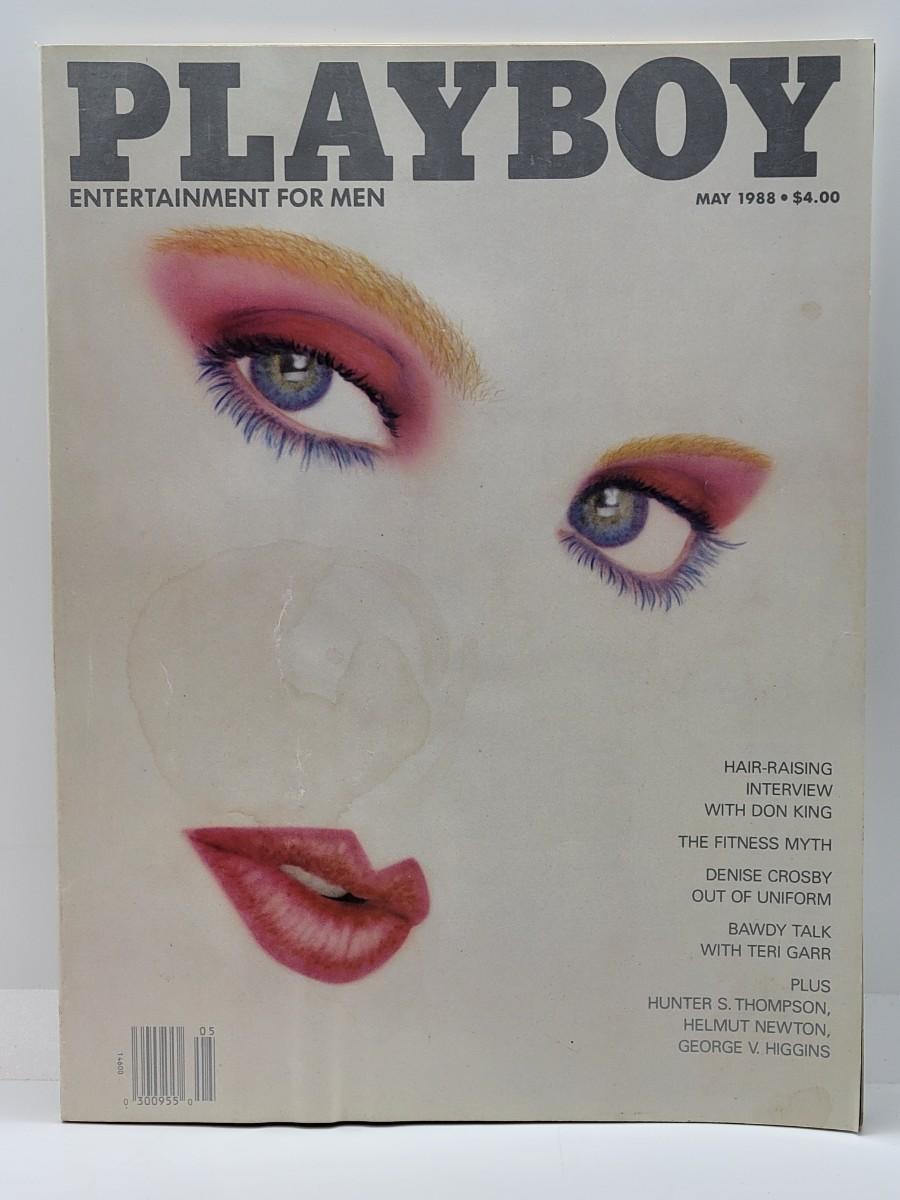 PLAYBOY
ENTERTAINMENT FOR MEN
MAY 1988 • $4.00
HAIR-RAISING
INTERVIEW
WITH DON KING
THE FITNESS MYTH
DENISE CROSBY
OUT OF UNIFORM
BAWDY TALK
WITH TERI GARR
PLUS
HUNTER S. THOMPSON,
HELMUT NEWTON,
GEORGE V. HIGGINS
05
14600
0 300955 0